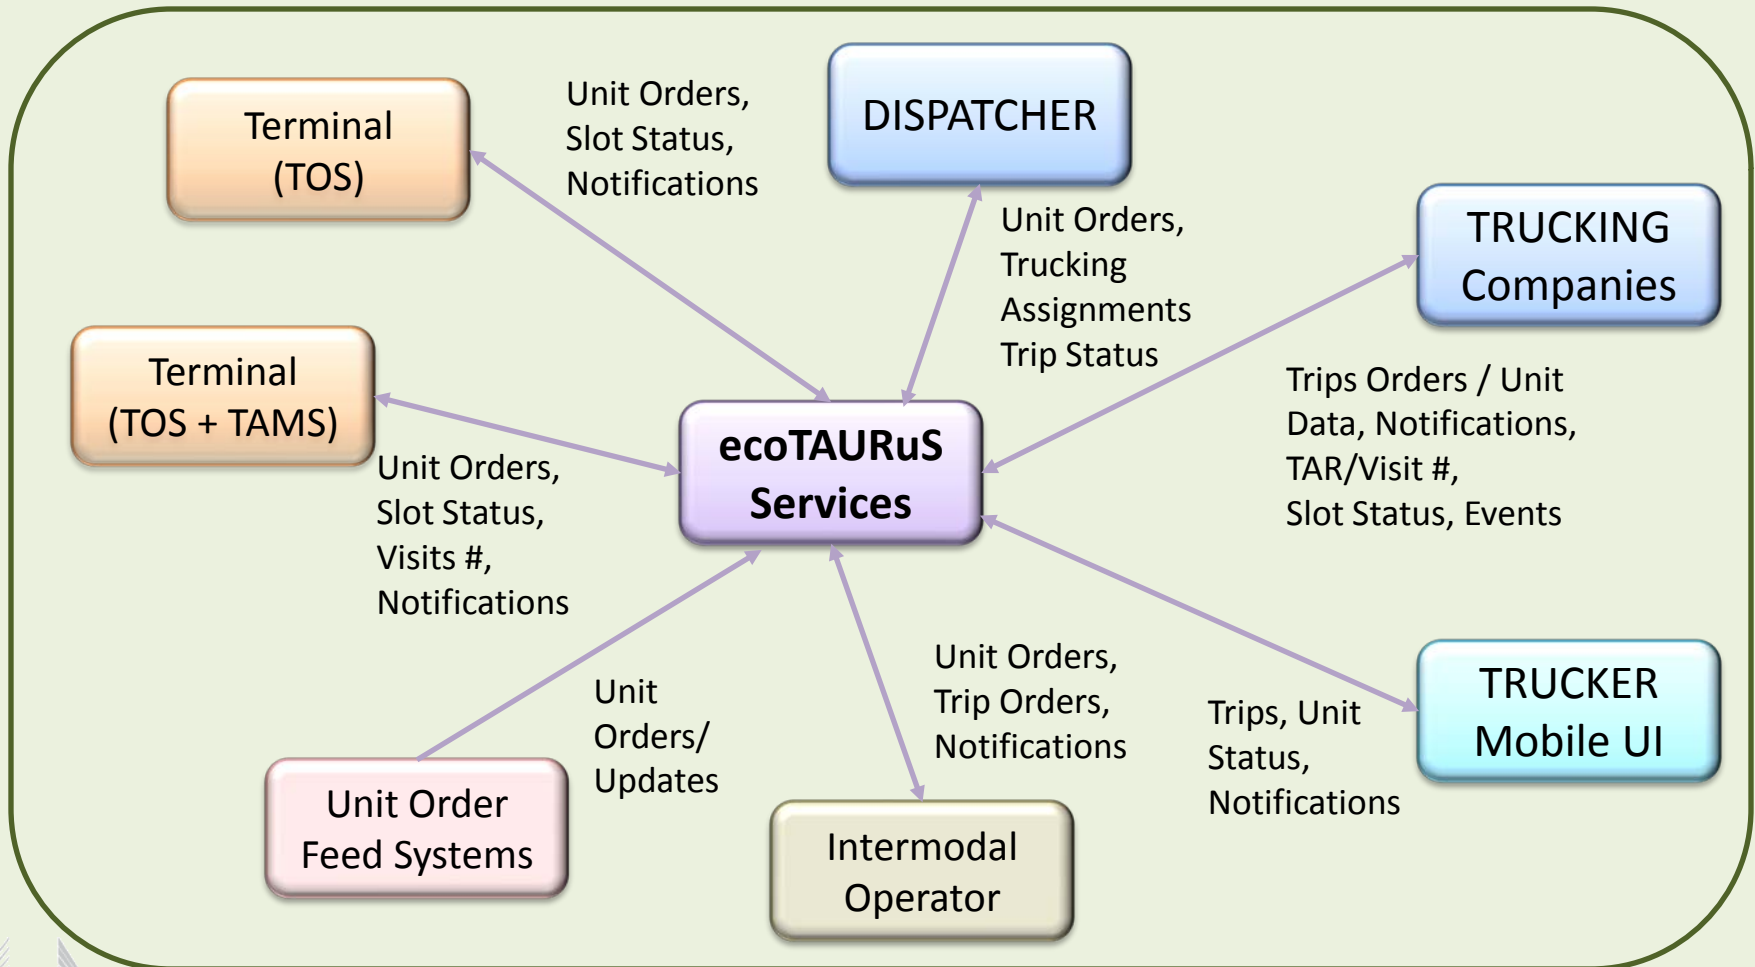 Terminal
(TOS)
Unit Orders,
Slot Status,
Notifications
DISPATCHER
Unit Orders,
Trucking
Assignments
Trip Status
TRUCKING
Companies
Terminal
(TOS + TAMS)
Unit Orders,
Slot Status,
Visits #,
Notifications
ecoTAURuS
Services
Trips Orders / Unit
Data, Notifications,
TAR/Visit #,
Slot Status, Events
Unit
Orders/
Updates
Unit Orders,
Trip Orders,
Notifications
Trips, Unit
Status,
Notifications
TRUCKER
Mobile UI
Unit Order
Feed Systems
Intermodal
Operator